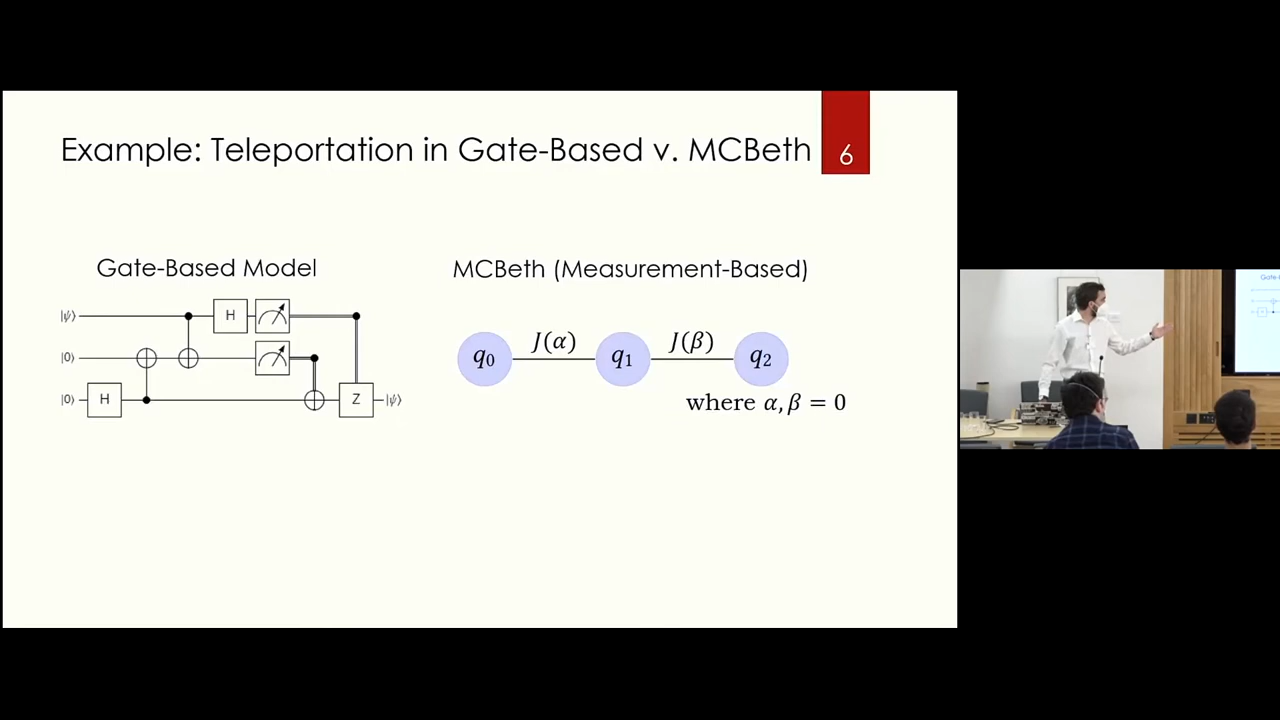 Example: Teleportation in Gate-Based v. MCBeth
6
Gate-Based Model
|ψ⟩ H
|0⟩
|0⟩ H Z |ψ⟩
MCBeth (Measurement-Based)
J(α) J(β)
q₀ q₁ q₂
where α, β = 0